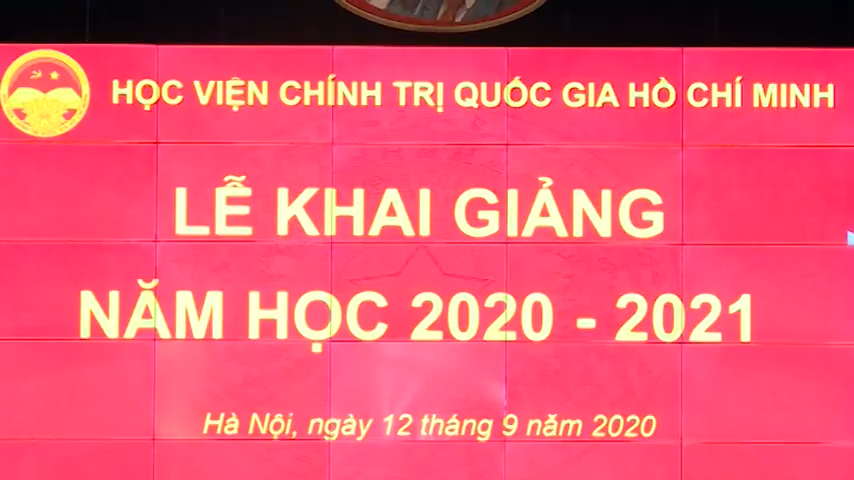 HỌC VIỆN CHÍNH TRỊ QUỐC GIA HỒ CHÍ MINH
LỄ KHAI GIẢNG
NĂM HỌC 2020 - 2021
Hà Nội, ngày 12 tháng 9 năm 2020